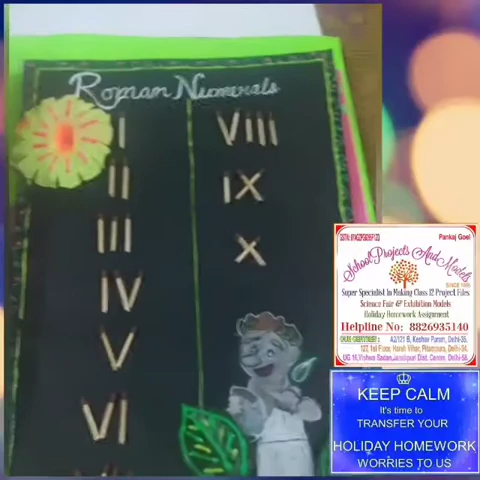 Roman Numerals
I
II
III
IV
V
VI
VIII
IX
X
Pankaj Goel
School Projects And Models
SINCE 1986
Super Specialist In Making Class 12 Project Files
Science Fair & Exhibition Models
Holiday Homework Assignment
Helpline No: 8826935140
KEEP CALM
It's time to
TRANSFER YOUR
HOLIDAY HOMEWORK
WORRIES TO US